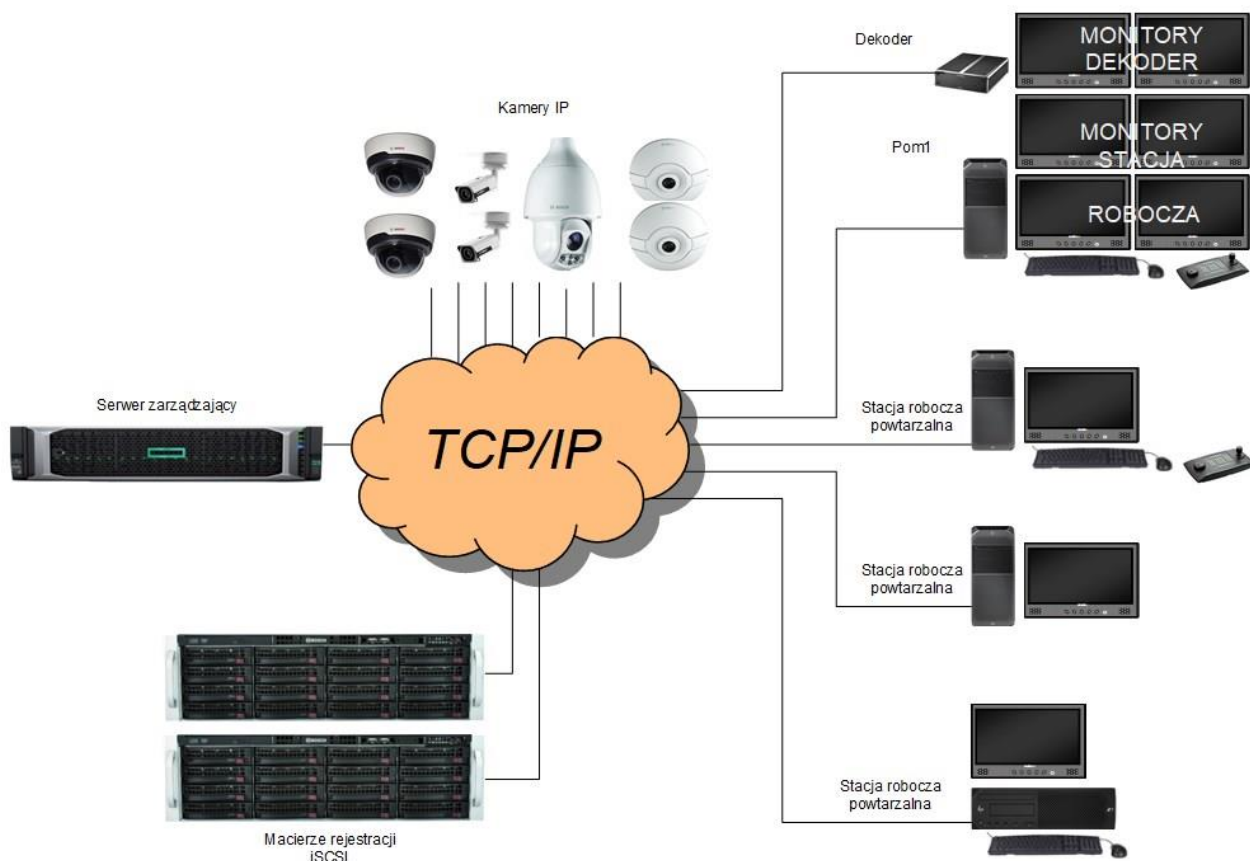 Dekoder
MONITORY
DEKODER
Kamery IP
Pom1
MONITORY
STACJA
ROBOCZA
BOSCH
Serwer zarządzający
TCP/IP
Stacja robocza
powtarzalna
Stacja robocza
powtarzalna
Stacja robocza
powtarzalna
Macierze rejestracji
iSCSI